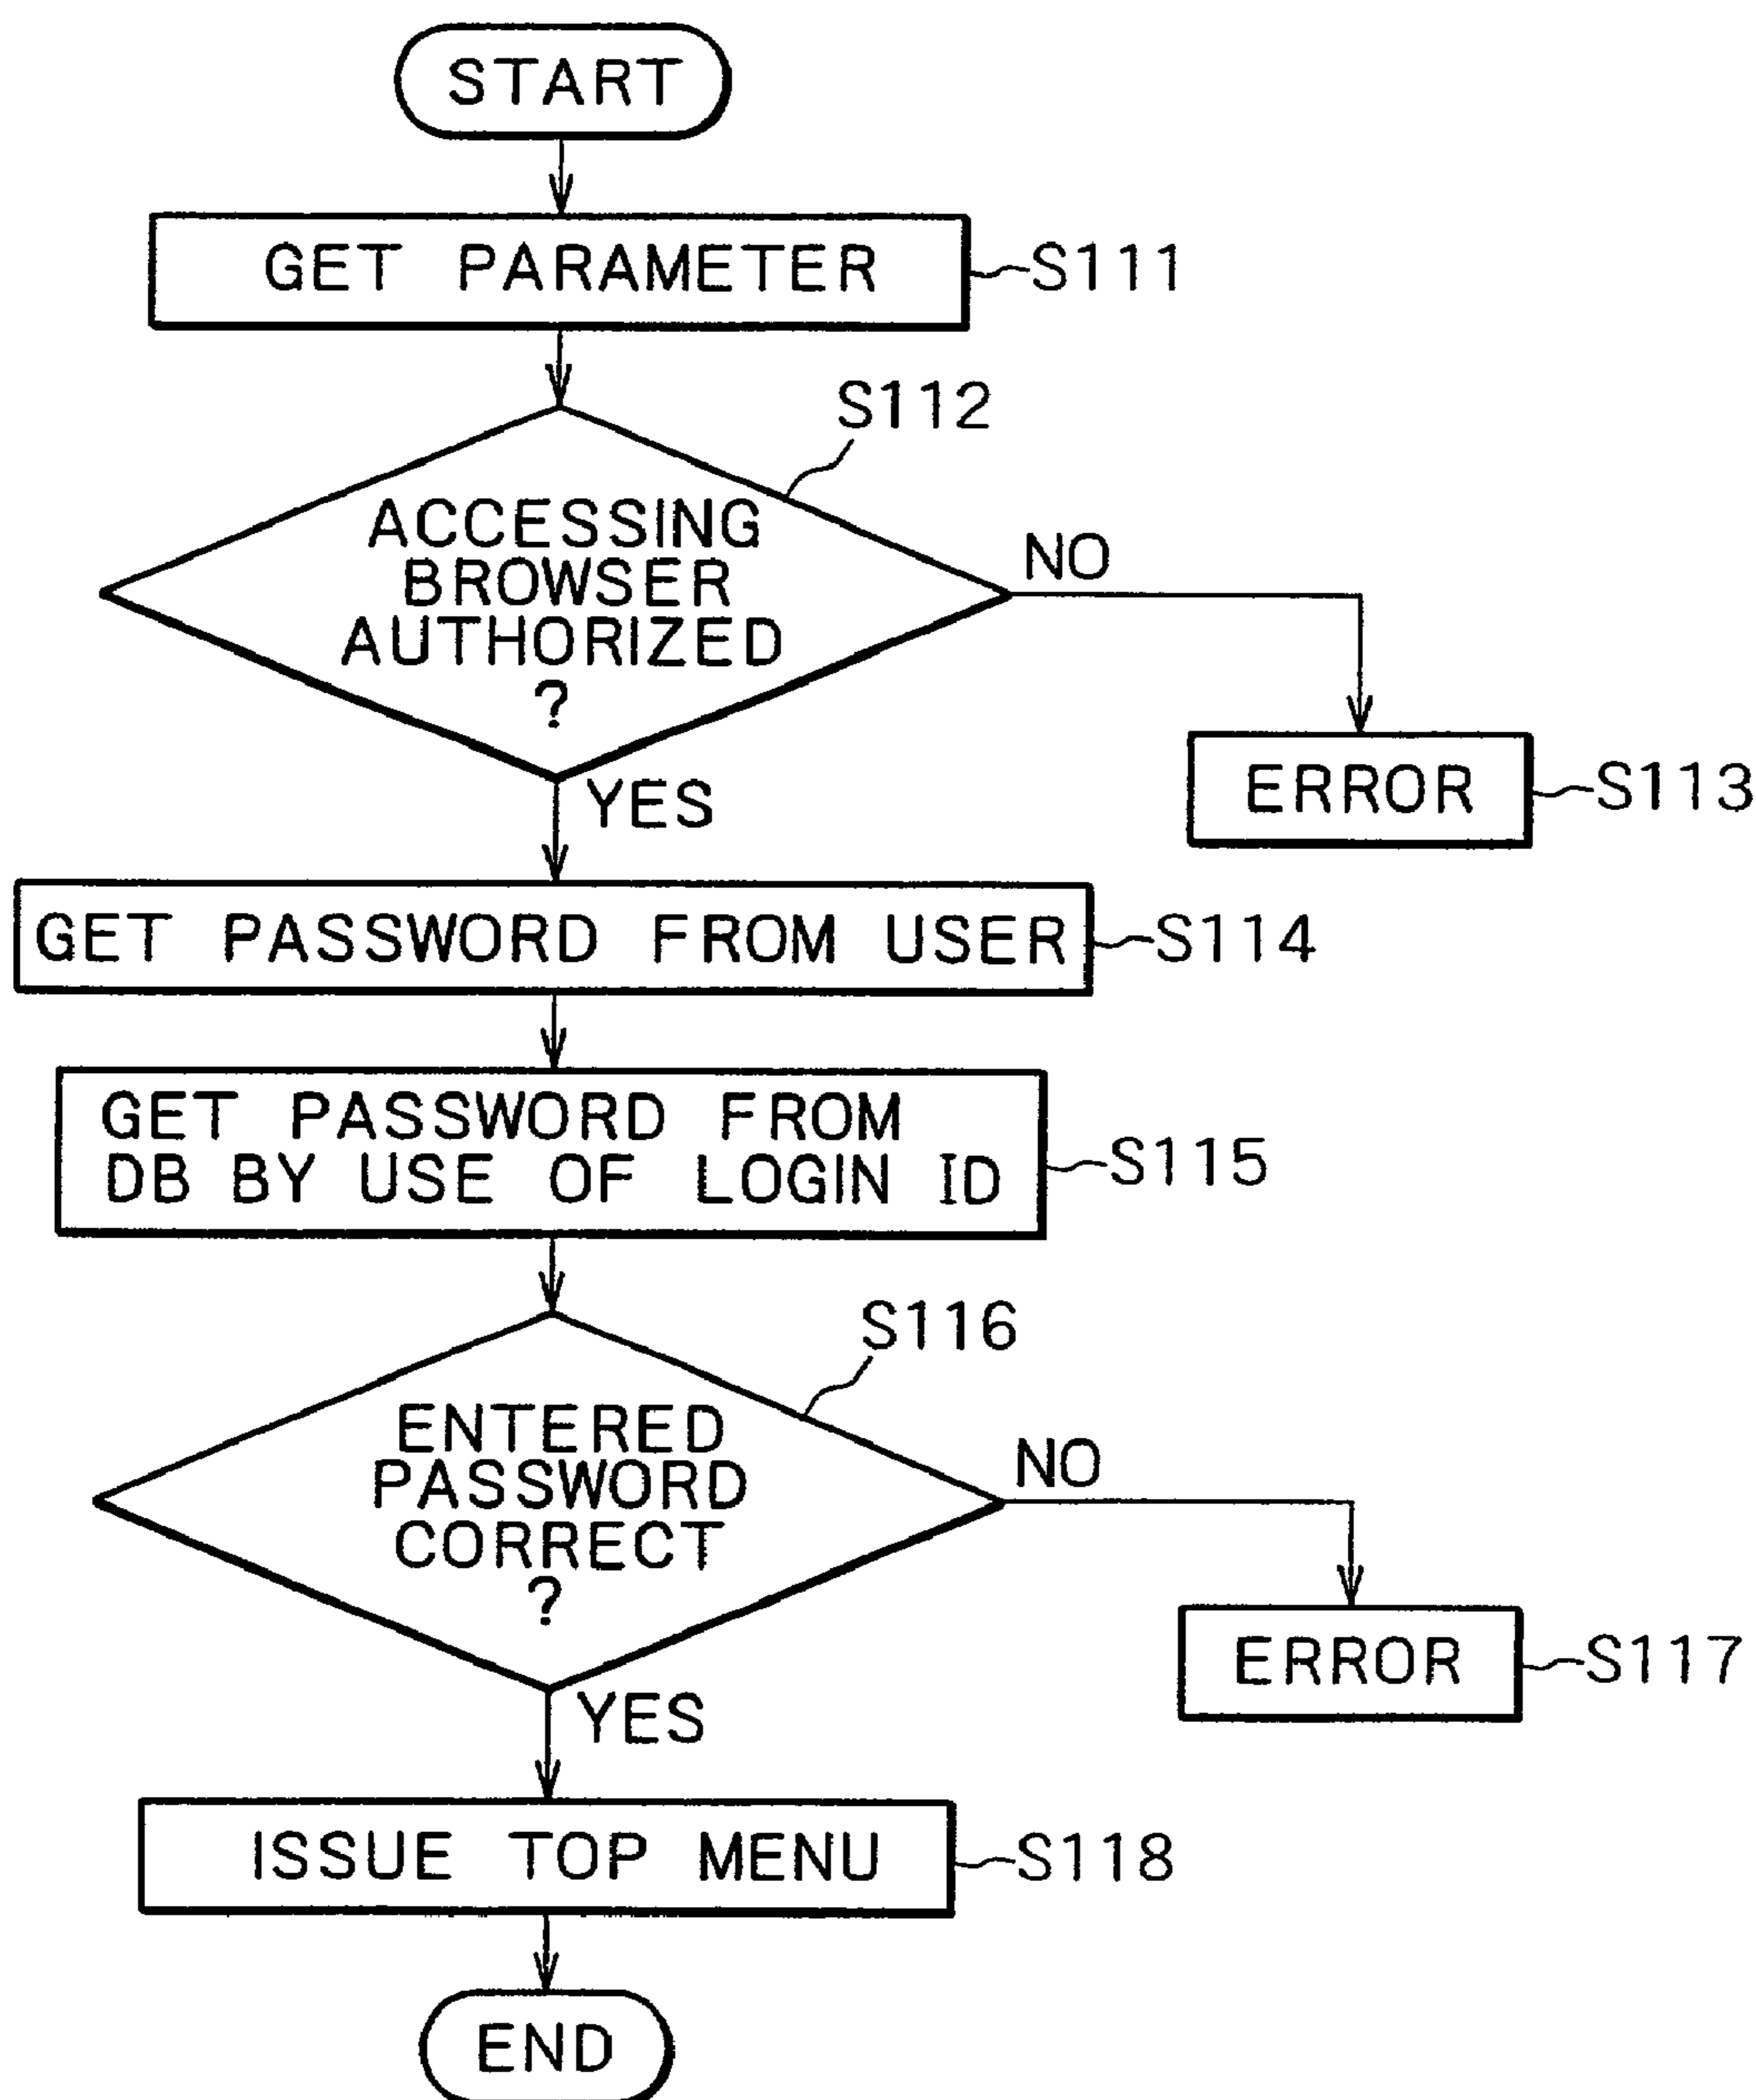 START
GET PARAMETER
S111
S112
ACCESSING
BROWSER
AUTHORIZED
?
NO
YES
ERROR
S113
GET PASSWORD FROM USER
S114
GET PASSWORD FROM
DB BY USE OF LOGIN ID
S115
S116
ENTERED
PASSWORD
CORRECT
?
NO
YES
ERROR
S117
ISSUE TOP MENU
S118
END